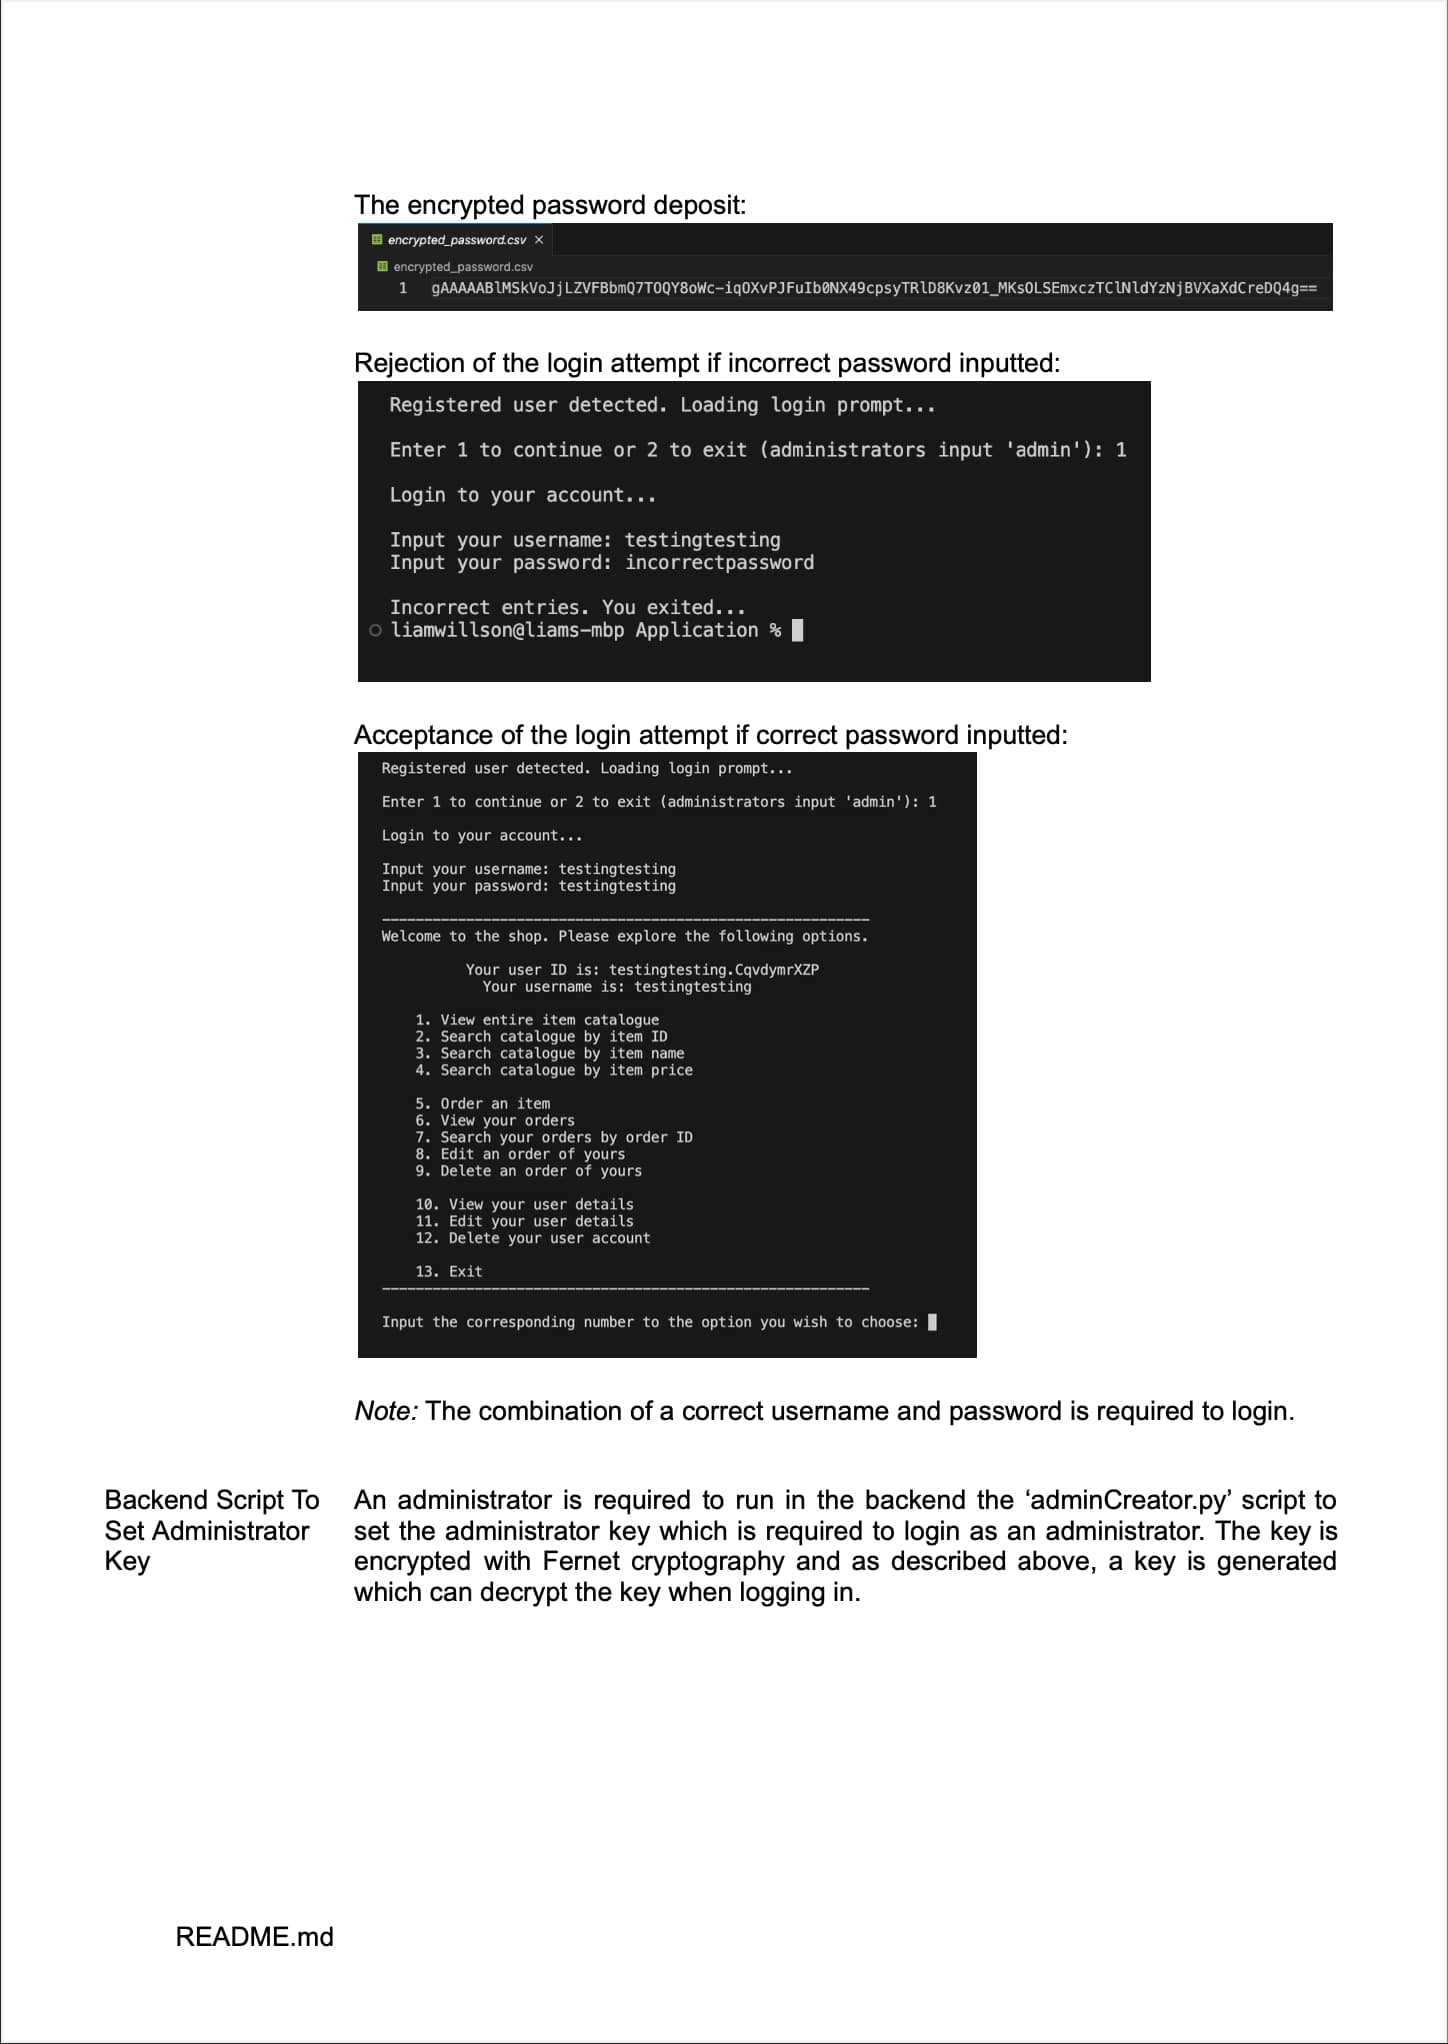 The encrypted password deposit:
encrypted_password.csv ×
encrypted_password.csv
1 gAAAAABlMSkVoJjLZVFBbmQ7TOQY8oWc-iqOXvPJFuIb0NX49cpsyTRlD8Kvz01_MKsOLSEmxczTClNldYzNjBVXaXdCreDQ4g==
Rejection of the login attempt if incorrect password inputted:
Registered user detected. Loading login prompt...
Enter 1 to continue or 2 to exit (administrators input 'admin'): 1
Login to your account...
Input your username: testingtesting
Input your password: incorrectpassword
Incorrect entries. You exited...
liamwillson@liams-mbp Application %
Acceptance of the login attempt if correct password inputted:
Registered user detected. Loading login prompt...
Enter 1 to continue or 2 to exit (administrators input 'admin'): 1
Login to your account...
Input your username: testingtesting
Input your password: testingtesting
Welcome to the shop. Please explore the following options.
Your user ID is: testingtesting.CqvdymrXZP
Your username is: testingtesting
1. View entire item catalogue
2. Search catalogue by item ID
3. Search catalogue by item name
4. Search catalogue by item price
5. Order an item
6. View your orders
7. Search your orders by order ID
8. Edit an order of yours
9. Delete an order of yours
10. View your user details
11. Edit your user details
12. Delete your user account
13. Exit
Input the corresponding number to the option you wish to choose:
Note: The combination of a correct username and password is required to login.
Backend Script To
Set Administrator
Key
An administrator is required to run in the backend the ‘adminCreator.py’ script to
set the administrator key which is required to login as an administrator. The key is
encrypted with Fernet cryptography and as described above, a key is generated
which can decrypt the key when logging in.
README.md